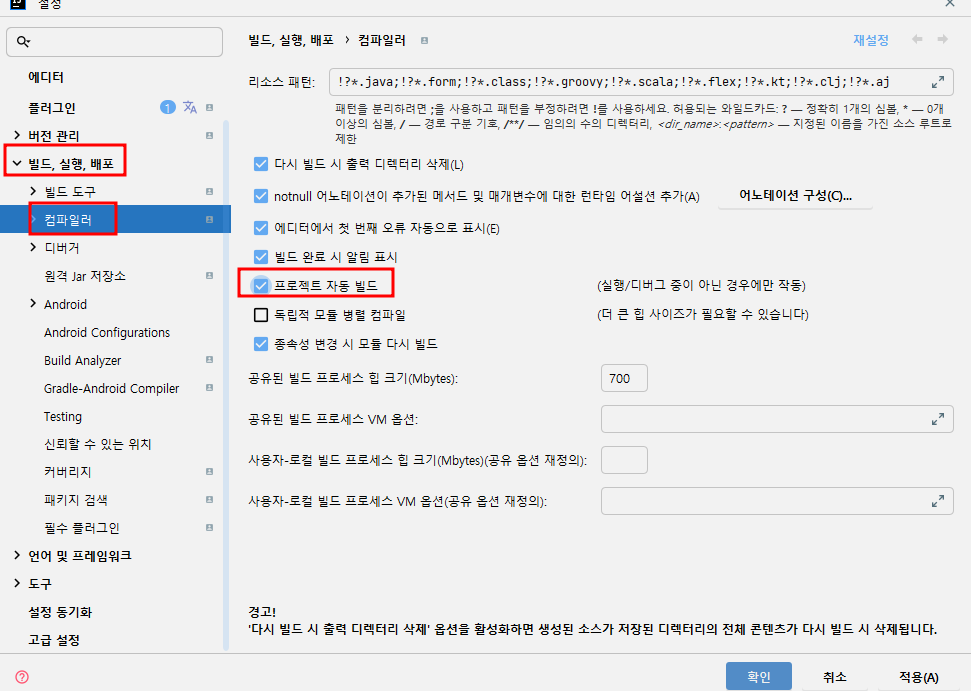 설정
에디터
플러그인 1
버전 관리
빌드, 실행, 배포
빌드 도구
컴파일러
디버거
원격 Jar 저장소
Android
Android Configurations
Build Analyzer
Gradle-Android Compiler
Testing
신뢰할 수 있는 위치
커버리지
패키지 검색
필수 플러그인
언어 및 프레임워크
도구
설정 동기화
고급 설정
빌드, 실행, 배포 › 컴파일러
재설정
리소스 패턴: !?*.java;!?*.form;!?*.class;!?*.groovy;!?*.scala;!?*.flex;!?*.kt;!?*.clj;!?*.aj
패턴을 분리하려면 ;을 사용하고 패턴을 부정하려면 !을 사용하세요. 허용되는 와일드카드: ? — 정확히 1개의 심볼, * — 0개
이상의 심볼, / — 경로 구분 기호, /**/ — 임의의 수의 디렉터리, <dir_name>:<pattern> — 지정된 이름을 가진 소스 루트로
제한
다시 빌드 시 출력 디렉터리 삭제(L)
notnull 어노테이션이 추가된 메서드 및 매개변수에 대한 런타임 어설션 추가(A) 어노테이션 구성(C)...
에디터에서 첫 번째 오류 자동으로 표시(E)
빌드 완료 시 알림 표시
프로젝트 자동 빌드 (실행/디버그 중이 아닌 경우에만 작동)
독립적 모듈 병렬 컴파일 (더 큰 힙 사이즈가 필요할 수 있습니다)
종속성 변경 시 모듈 다시 빌드
공유된 빌드 프로세스 힙 크기(Mbytes): 700
공유된 빌드 프로세스 VM 옵션:
사용자-로컬 빌드 프로세스 힙 크기(Mbytes)(공유 옵션 재정의):
사용자-로컬 빌드 프로세스 VM 옵션(공유 옵션 재정의):
경고!
'다시 빌드 시 출력 디렉터리 삭제' 옵션을 활성화하면 생성된 소스가 저장된 디렉터리의 전체 콘텐츠가 다시 빌드 시 삭제됩니다.
?
확인
취소
적용(A)